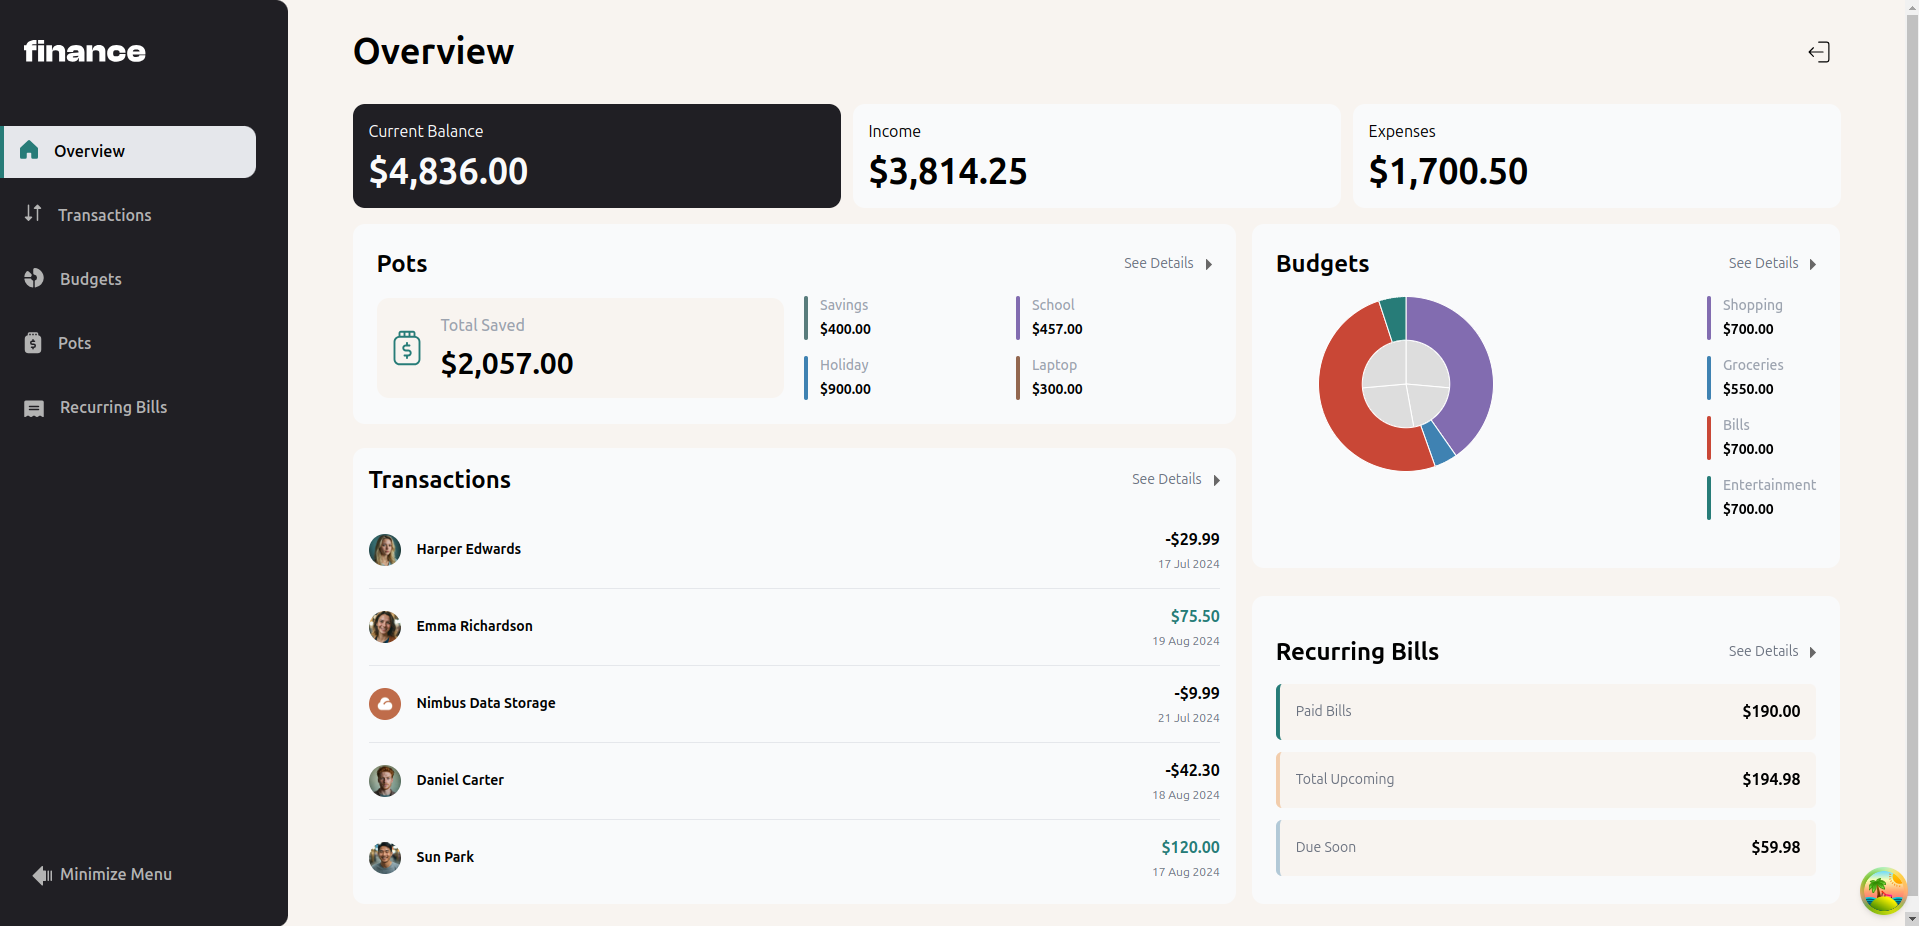 finance
Overview
Transactions
Budgets
Pots
Recurring Bills
Minimize Menu
Overview
Current Balance
$4,836.00
Income
$3,814.25
Expenses
$1,700.50
Pots
See Details
Total Saved
$2,057.00
Savings
$400.00
School
$457.00
Holiday
$900.00
Laptop
$300.00
Transactions
See Details
Harper Edwards
-$29.99
17 Jul 2024
Emma Richardson
$75.50
19 Aug 2024
Nimbus Data Storage
-$9.99
21 Jul 2024
Daniel Carter
-$42.30
18 Aug 2024
Sun Park
$120.00
17 Aug 2024
Budgets
See Details
Shopping
$700.00
Groceries
$550.00
Bills
$700.00
Entertainment
$700.00
Recurring Bills
See Details
Paid Bills
$190.00
Total Upcoming
$194.98
Due Soon
$59.98